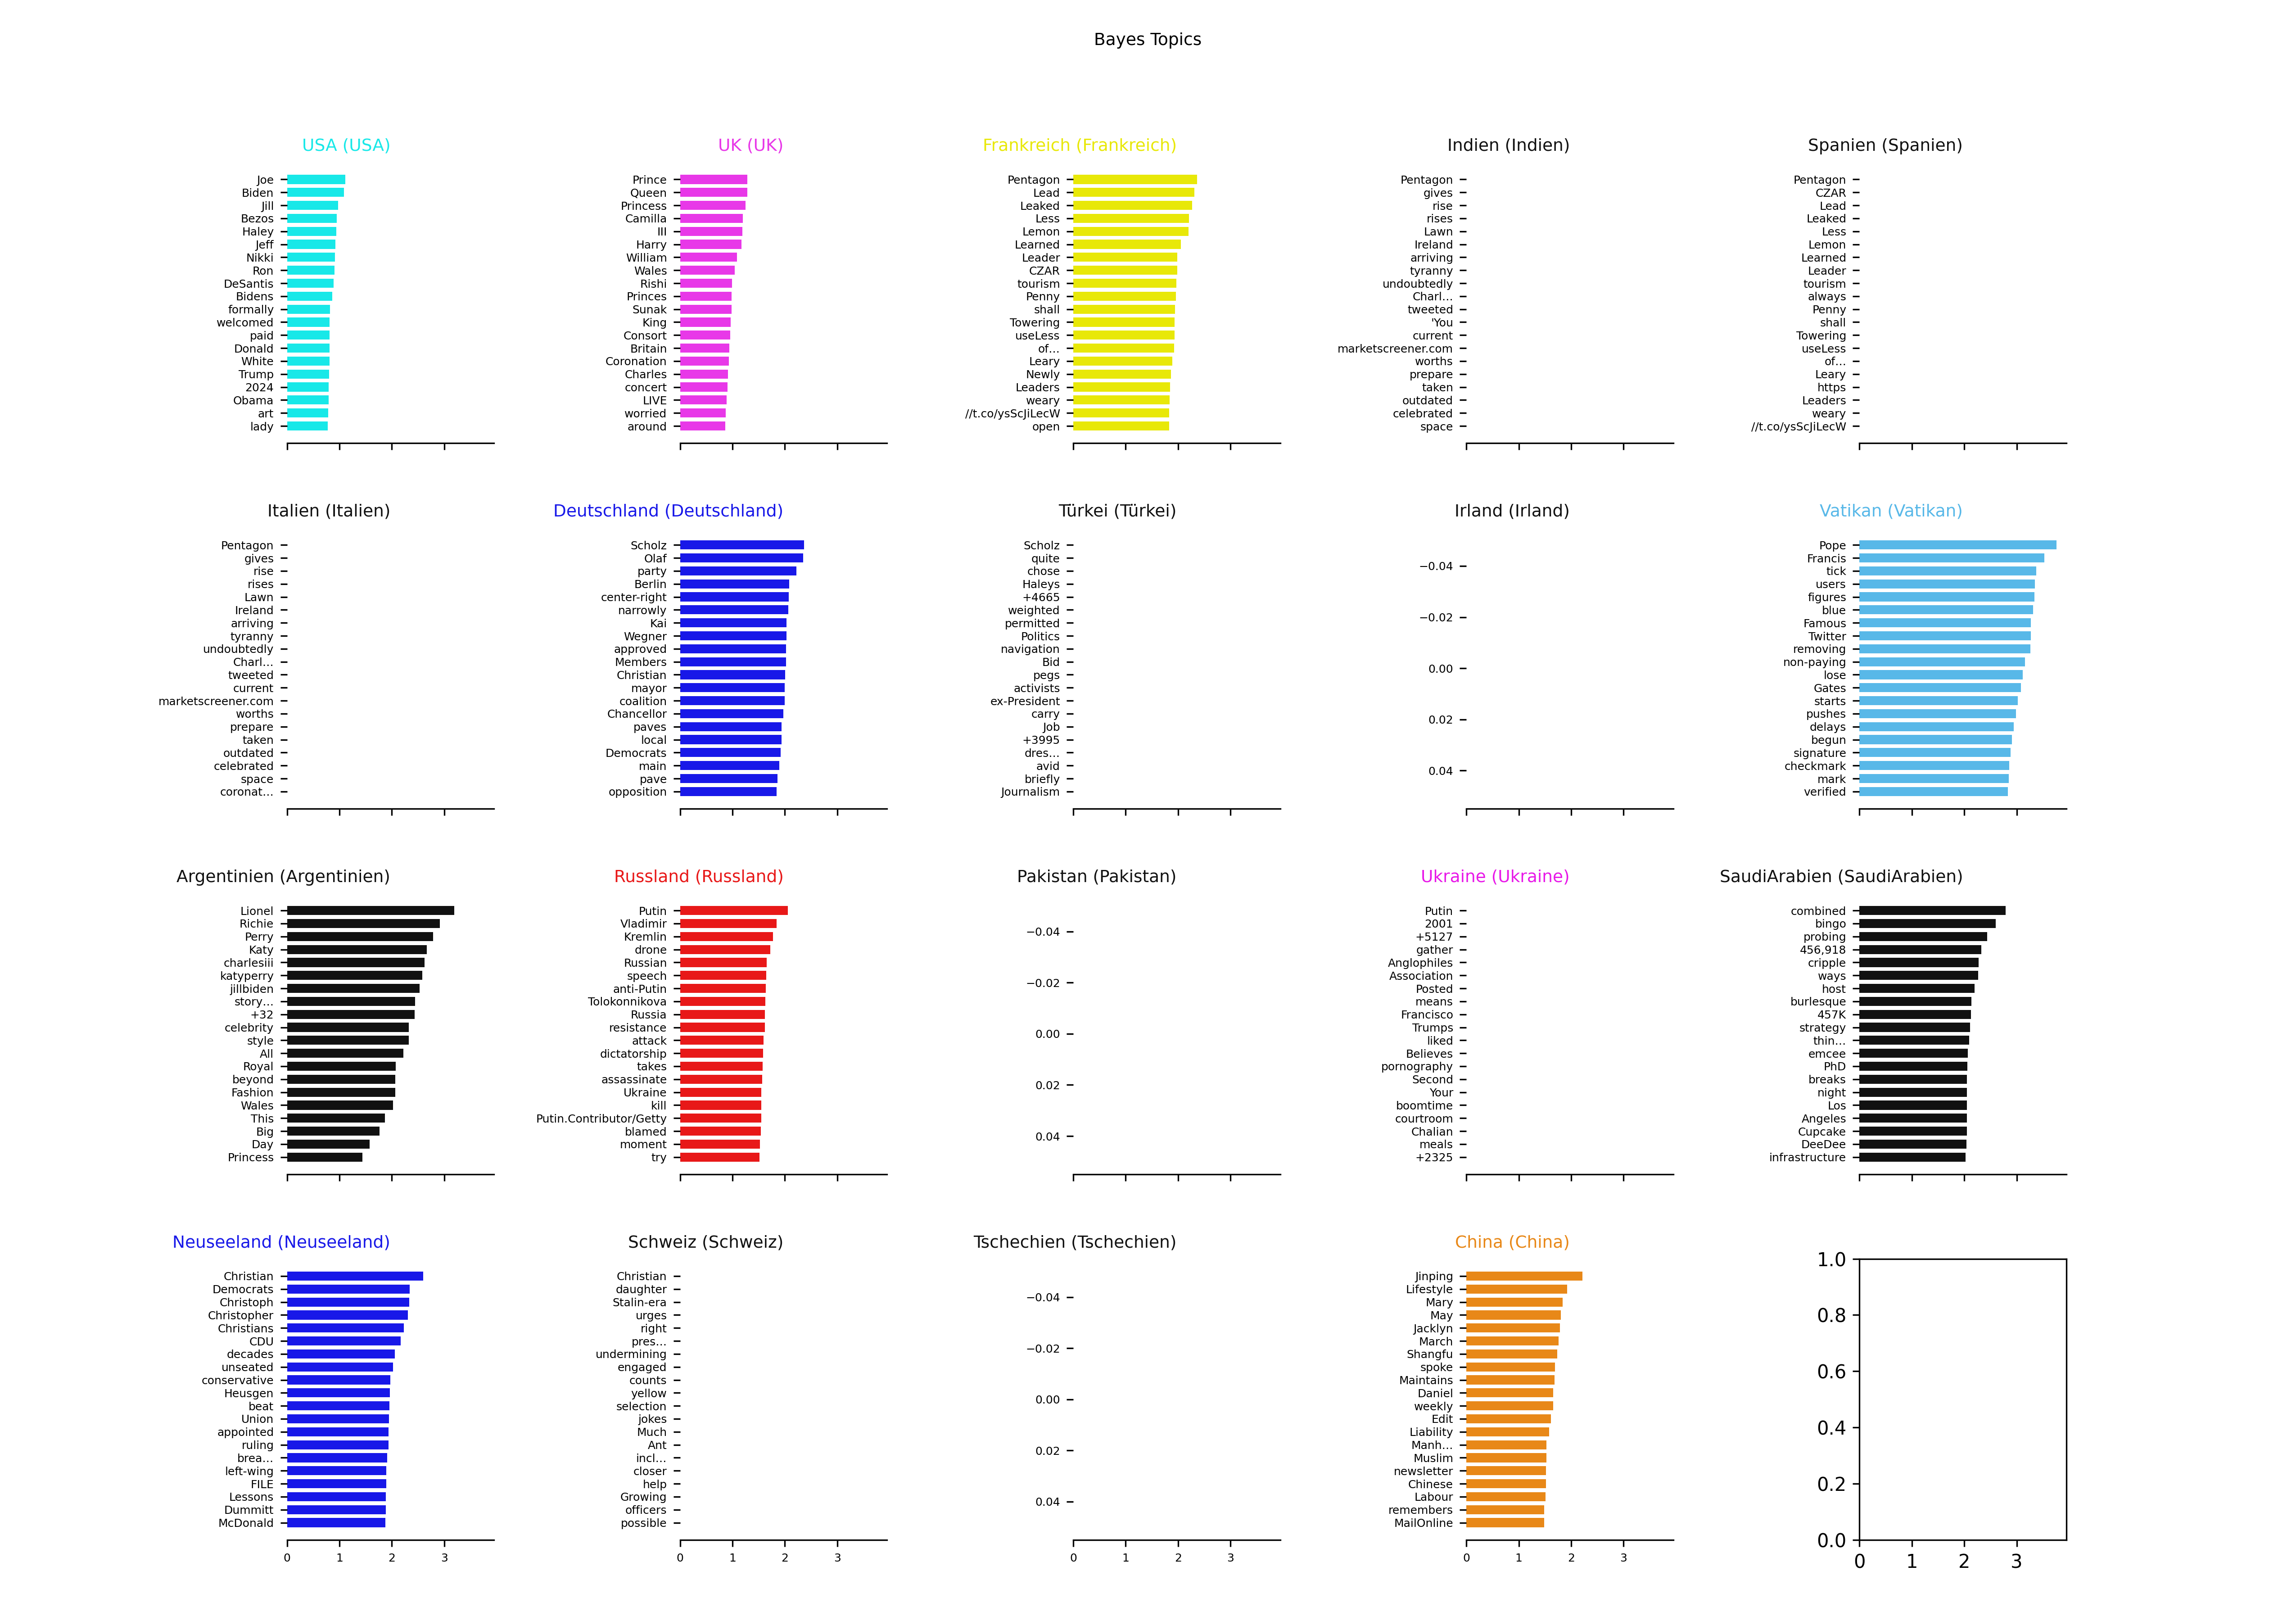 Bayes Topics
USA (USA)
Joe
Biden
Jill
Bezos
Haley
Jeff
Nikki
Ron
DeSantis
Bidens
formally
welcomed
paid
Donald
White
Trump
2024
Obama
art
lady
UK (UK)
Prince
Queen
Princess
Camilla
III
Harry
William
Wales
Rishi
Princes
Sunak
King
Consort
Britain
Coronation
Charles
concert
LIVE
worried
around
Frankreich (Frankreich)
Pentagon
Lead
Leaked
Less
Lemon
Learned
Leader
CZAR
tourism
Penny
shall
Towering
useLess
of…
Leary
Newly
Leaders
weary
//t.co/ysScJiLecW
open
Indien (Indien)
Pentagon
gives
rise
rises
Lawn
Ireland
arriving
tyranny
undoubtedly
Charl…
tweeted
'You
current
marketscreener.com
worths
prepare
taken
outdated
celebrated
space
Spanien (Spanien)
Pentagon
CZAR
Lead
Leaked
Less
Lemon
Learned
Leader
tourism
always
Penny
shall
Towering
useLess
of…
Leary
https
Leaders
weary
//t.co/ysScJiLecW
Italien (Italien)
Pentagon
gives
rise
rises
Lawn
Ireland
arriving
tyranny
undoubtedly
Charl…
tweeted
current
marketscreener.com
worths
prepare
taken
outdated
celebrated
space
coronat…
Deutschland (Deutschland)
Scholz
Olaf
party
Berlin
center-right
narrowly
Kai
Wegner
approved
Members
Christian
mayor
coalition
Chancellor
paves
local
Democrats
main
pave
opposition
Türkei (Türkei)
Scholz
quite
chose
Haleys
+4665
weighted
permitted
Politics
navigation
Bid
pegs
activists
ex-President
carry
Job
+3995
dres…
avid
briefly
Journalism
Irland (Irland)
−0.04
−0.02
0.00
0.02
0.04
Vatikan (Vatikan)
Pope
Francis
tick
users
figures
blue
Famous
Twitter
removing
non-paying
lose
Gates
starts
pushes
delays
begun
signature
checkmark
mark
verified
Argentinien (Argentinien)
Lionel
Richie
Perry
Katy
charlesiii
katyperry
jillbiden
story…
+32
celebrity
style
All
Royal
beyond
Fashion
Wales
This
Big
Day
Princess
Russland (Russland)
Putin
Vladimir
Kremlin
drone
Russian
speech
anti-Putin
Tolokonnikova
Russia
resistance
attack
dictatorship
takes
assassinate
Ukraine
kill
Putin.Contributor/Getty
blamed
moment
try
Pakistan (Pakistan)
−0.04
−0.02
0.00
0.02
0.04
Ukraine (Ukraine)
Putin
2001
+5127
gather
Anglophiles
Association
Posted
means
Francisco
Trumps
liked
Believes
pornography
Second
Your
boomtime
courtroom
Chalian
meals
+2325
SaudiArabien (SaudiArabien)
combined
bingo
probing
456,918
cripple
ways
host
burlesque
457K
strategy
thin…
emcee
PhD
breaks
night
Los
Angeles
Cupcake
DeeDee
infrastructure
Neuseeland (Neuseeland)
Christian
Democrats
Christoph
Christopher
Christians
CDU
decades
unseated
conservative
Heusgen
beat
Union
appointed
ruling
brea…
left-wing
FILE
Lessons
Dummitt
McDonald
0 1 2 3
Schweiz (Schweiz)
Christian
daughter
Stalin-era
urges
right
pres…
undermining
engaged
counts
yellow
selection
jokes
Much
Ant
incl…
closer
help
Growing
officers
possible
0 1 2 3
Tschechien (Tschechien)
−0.04
−0.02
0.00
0.02
0.04
0 1 2 3
China (China)
Jinping
Lifestyle
Mary
May
Jacklyn
March
Shangfu
spoke
Maintains
Daniel
weekly
Edit
Liability
Manh…
Muslim
newsletter
Chinese
Labour
remembers
MailOnline
0 1 2 3
1.0
0.8
0.6
0.4
0.2
0.0
0 1 2 3